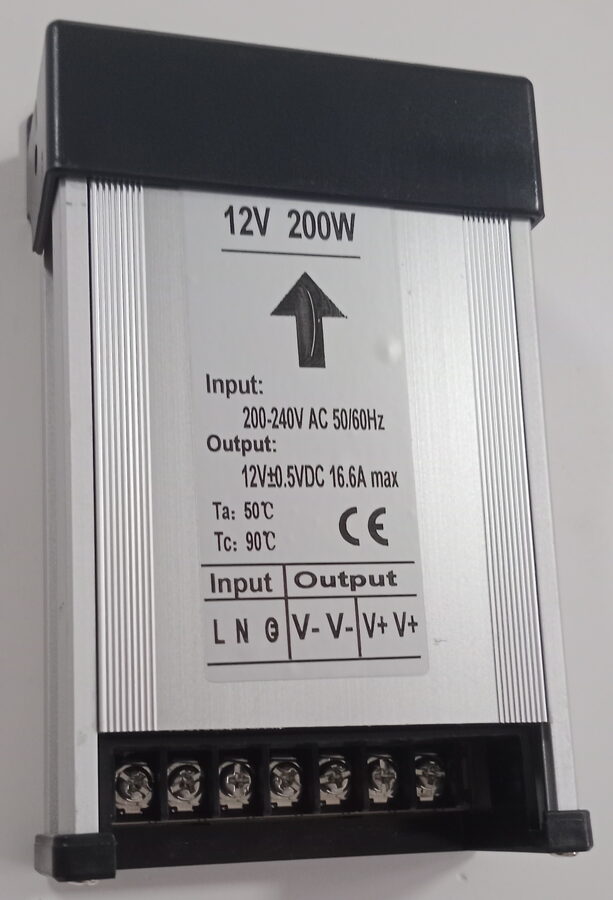 12V 200W
Input:
200-240V AC 50/60Hz
Output:
12V±0.5VDC 16.6A max
Ta: 50℃
Tc: 90℃
CE
Input Output
L N ⏚ V- V- V+ V+